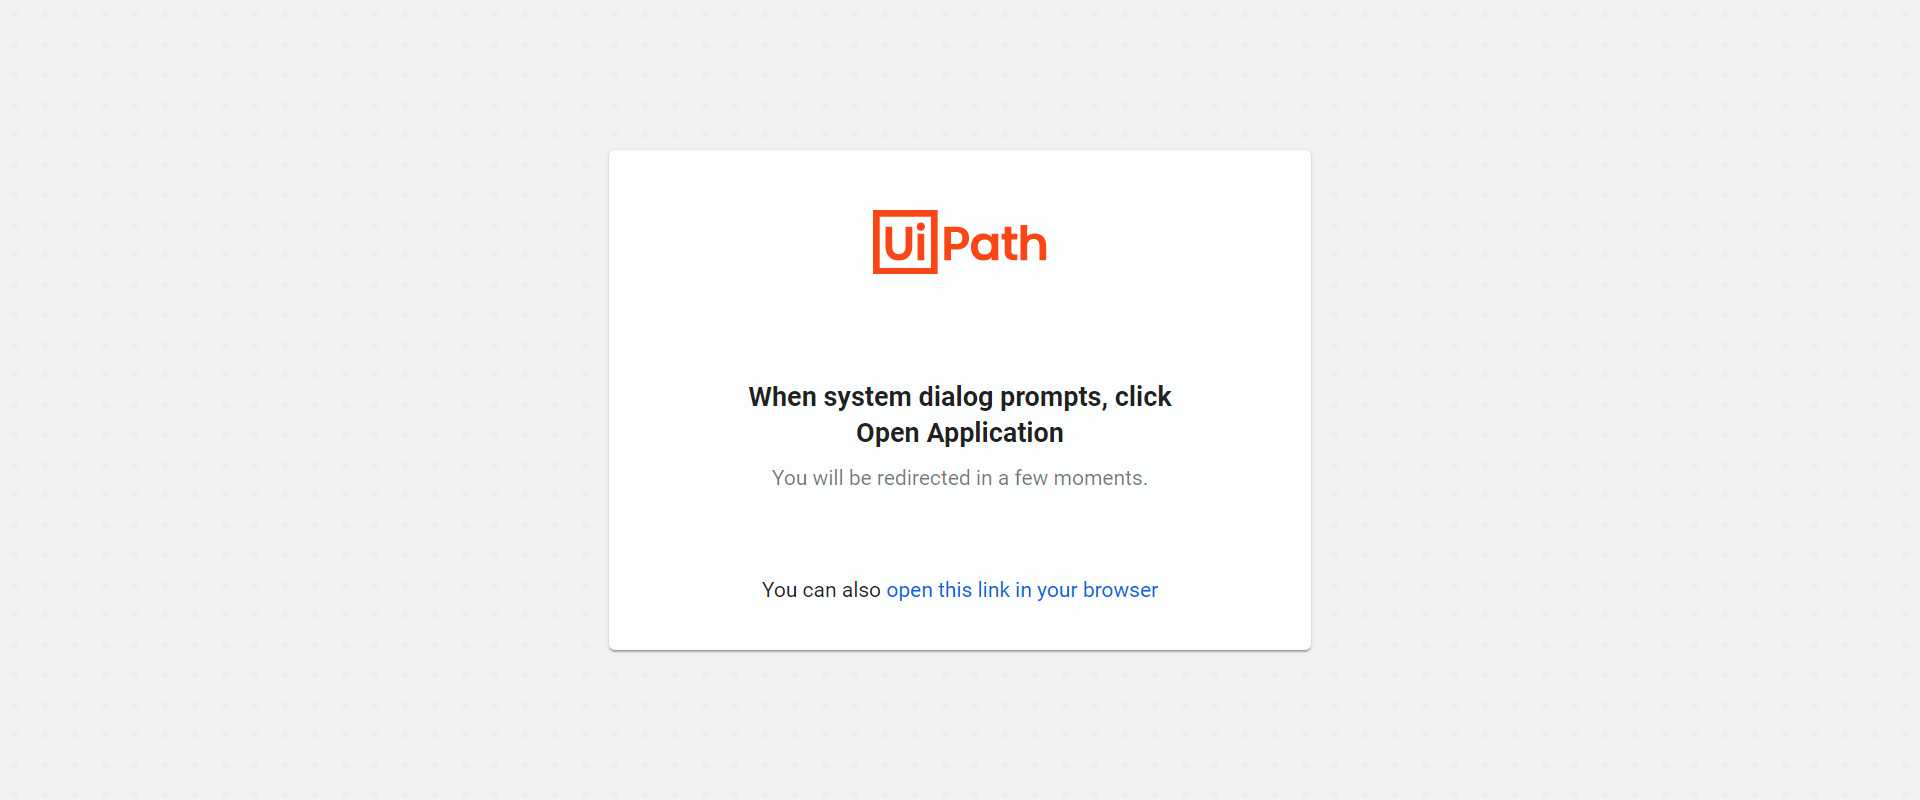 UiPath
When system dialog prompts, click
Open Application
You will be redirected in a few moments.
You can also open this link in your browser